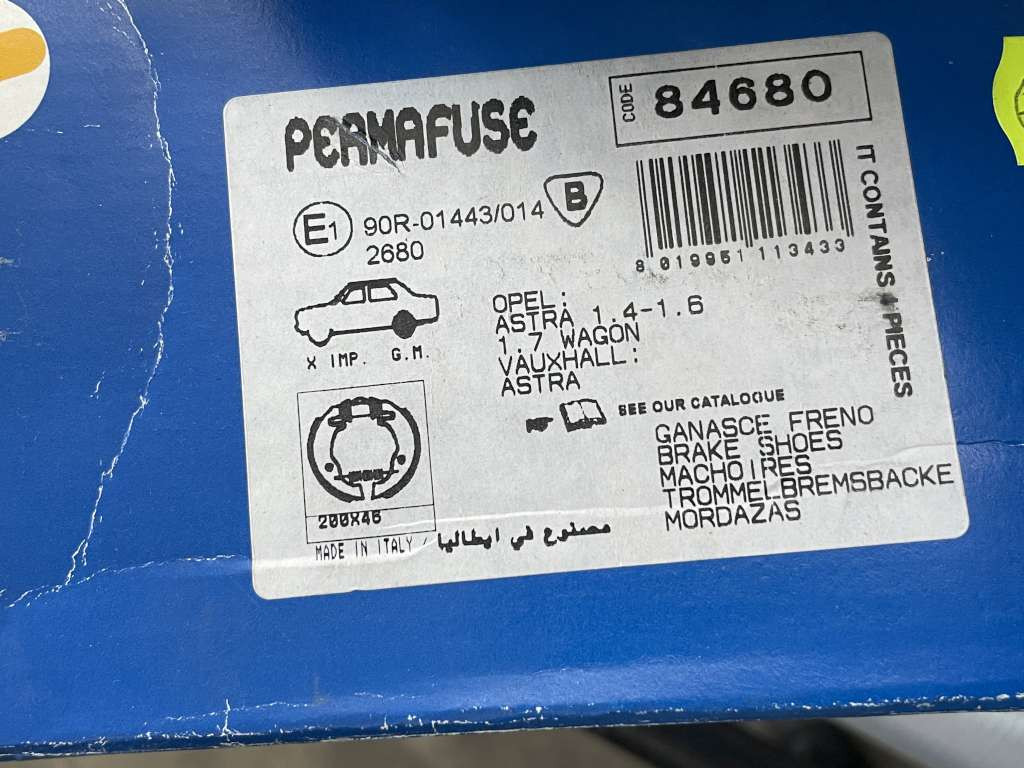 PERMAFUSE
CODE 84680
E1 90R-01443/014 B
2680
8 019951 113433
IT CONTAINS 4 PIECES
X IMP. G.M.
OPEL:
ASTRA 1.4-1.6
1.7 WAGON
VAUXHALL:
ASTRA
SEE OUR CATALOGUE
GANASCE FRENO
BRAKE SHOES
MACHOIRES
TROMMELBREMSBACKE
MORDAZAS
200X46
MADE IN ITALY / مصنوع في ايطاليا